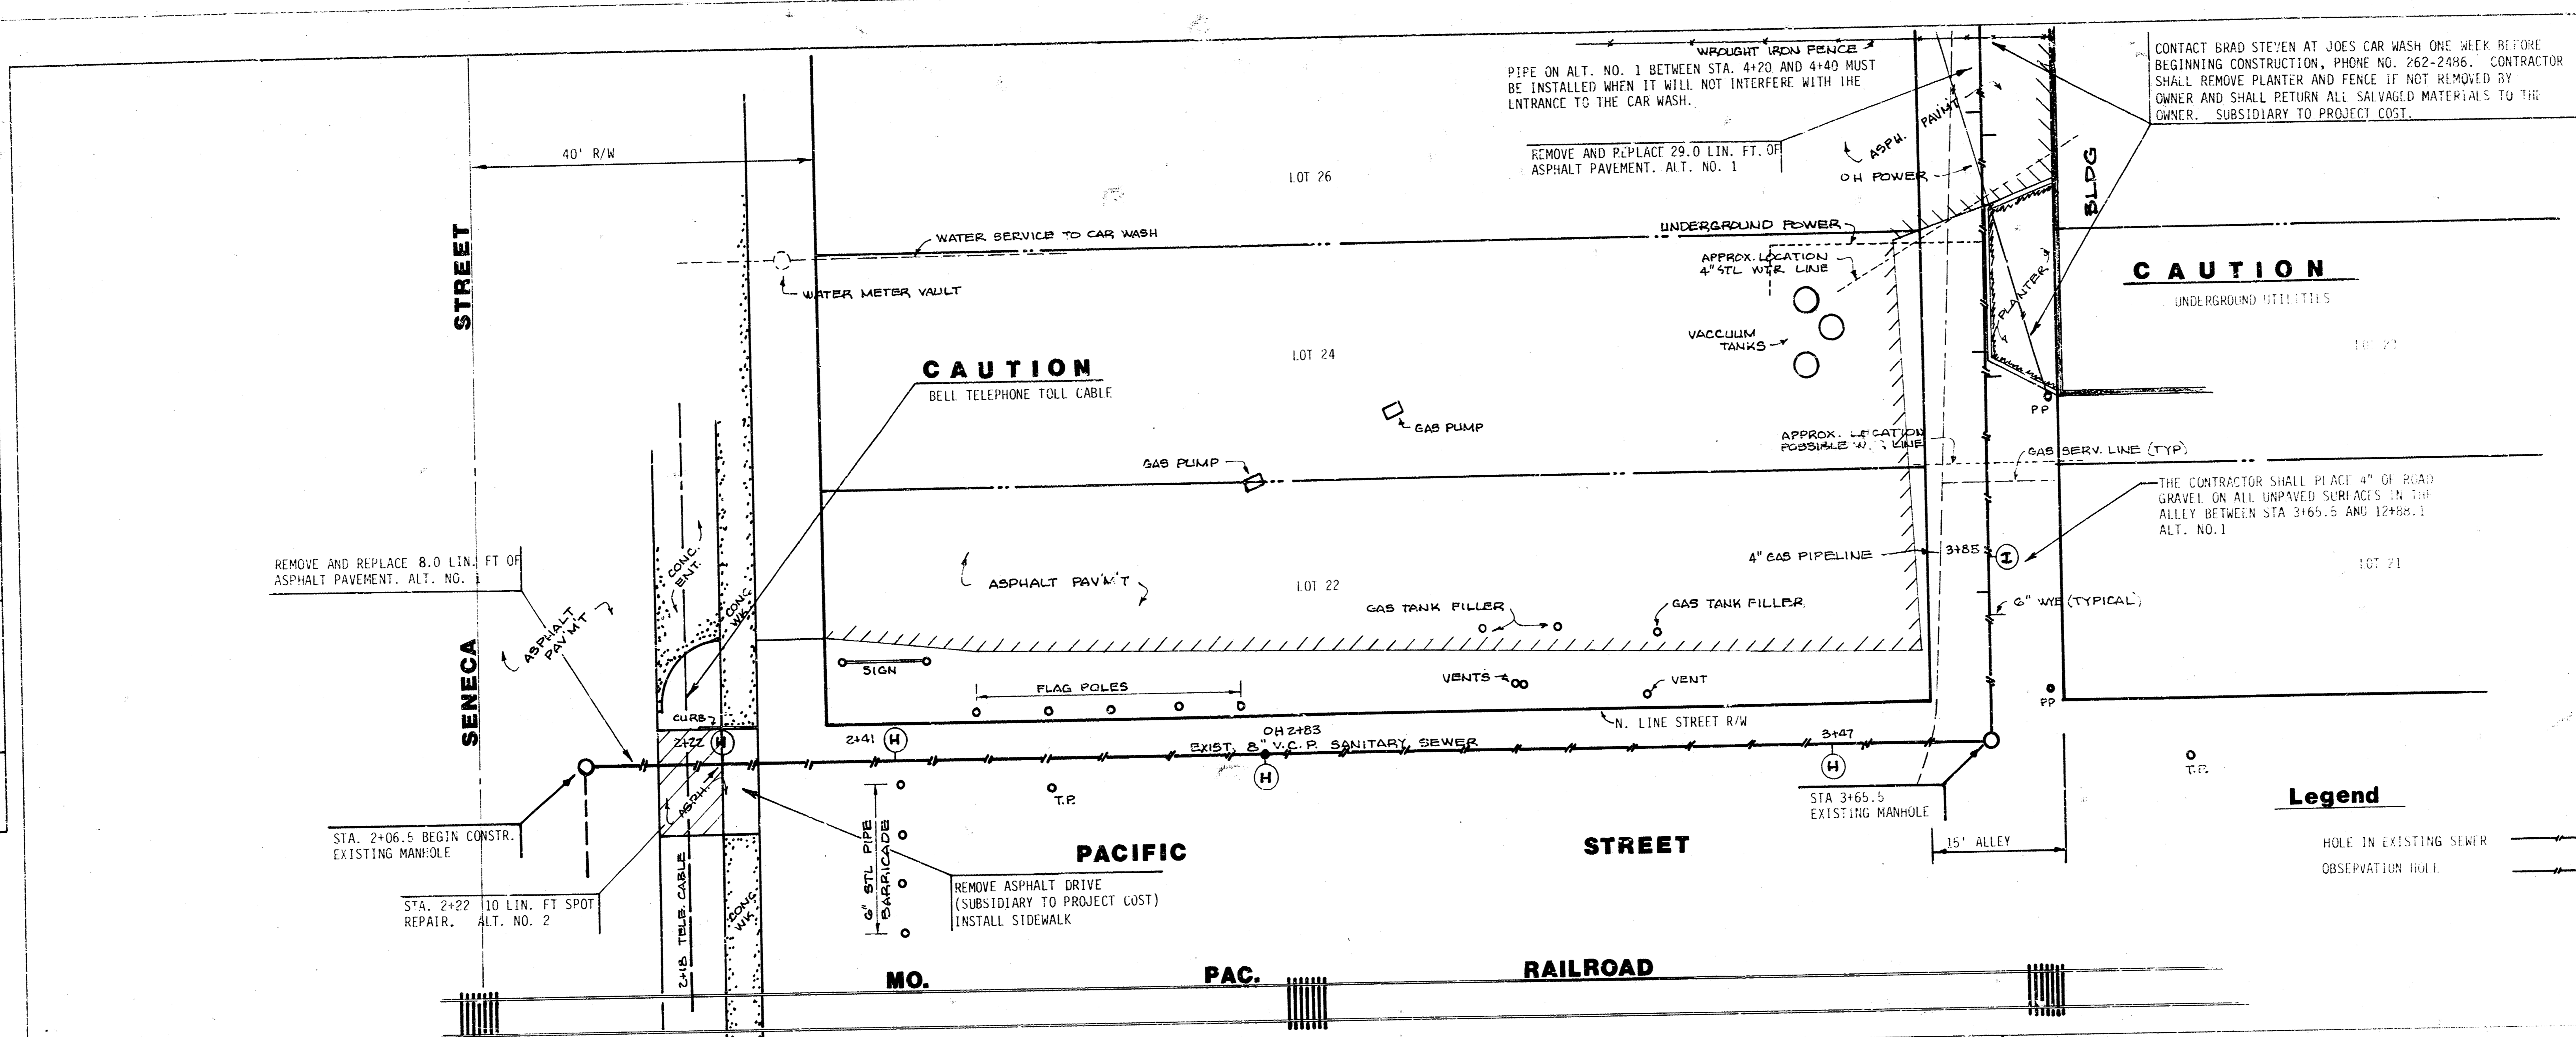 WROUGHT IRON FENCE
PIPE ON ALT. NO. 1 BETWEEN STA. 4+20 AND 4+40 MUST
BE INSTALLED WHEN IT WILL NOT INTERFERE WITH THE
ENTRANCE TO THE CAR WASH.
CONTACT BRAD STEVEN AT JOES CAR WASH ONE WEEK BEFORE
BEGINNING CONSTRUCTION, PHONE NO. 262-2486. CONTRACTOR
SHALL REMOVE PLANTER AND FENCE IF NOT REMOVED BY
OWNER AND SHALL RETURN ALL SALVAGED MATERIALS TO THE
OWNER. SUBSIDIARY TO PROJECT COST.
40' R/W
LOT 26
REMOVE AND REPLACE 29.0 LIN. FT. OF
ASPHALT PAVEMENT. ALT. NO. 1
ASPH. PAVM'T
OH POWER
BLDG
STREET
WATER SERVICE TO CAR WASH
UNDERGROUND POWER
APPROX. LOCATION
4" STL WTR LINE
WATER METER VAULT
PLANTER
CAUTION
UNDERGROUND UTILITIES
VACCUUM
TANKS
LOT 24
CAUTION
BELL TELEPHONE TOLL CABLE
PP
GAS PUMP
GAS PUMP
APPROX. LOCATION
POSSIBLE W. LINE
GAS SERV. LINE (TYP)
THE CONTRACTOR SHALL PLACE 4" OF ROAD
GRAVEL ON ALL UNPAVED SURFACES IN THE
ALLEY BETWEEN STA 3+65.5 AND 12+88.1
ALT. NO.1
REMOVE AND REPLACE 8.0 LIN. FT OF
ASPHALT PAVEMENT. ALT. NO. 1
CONC.
ENT.
CONC
WK.
ASPHALT
PAV'M'T
ASPHALT PAV'M'T
LOT 22
4" GAS PIPELINE
3+85
I
LOT 21
6" WYE (TYPICAL)
GAS TANK FILLER
GAS TANK FILLER
SENECA
SIGN
FLAG POLES
VENTS
VENT
PP
CURB
N. LINE STREET R/W
2+22
H
2+41
H
OH 2+83
EXIST. 8" V.C.P. SANITARY SEWER
H
3+47
H
T.P.
T.P.
ASPH.
STA 3+65.5
EXISTING MANHOLE
Legend
STA. 2+06.5 BEGIN CONSTR.
EXISTING MANHOLE
6" STL PIPE
BARRICADE
PACIFIC
STREET
15' ALLEY
HOLE IN EXISTING SEWER
OBSERVATION HOLE
STA. 2+22 10 LIN. FT SPOT
REPAIR. ALT. NO. 2
2+18 TELE. CABLE
CONC
WK.
REMOVE ASPHALT DRIVE
(SUBSIDIARY TO PROJECT COST)
INSTALL SIDEWALK
MO.
PAC.
RAILROAD